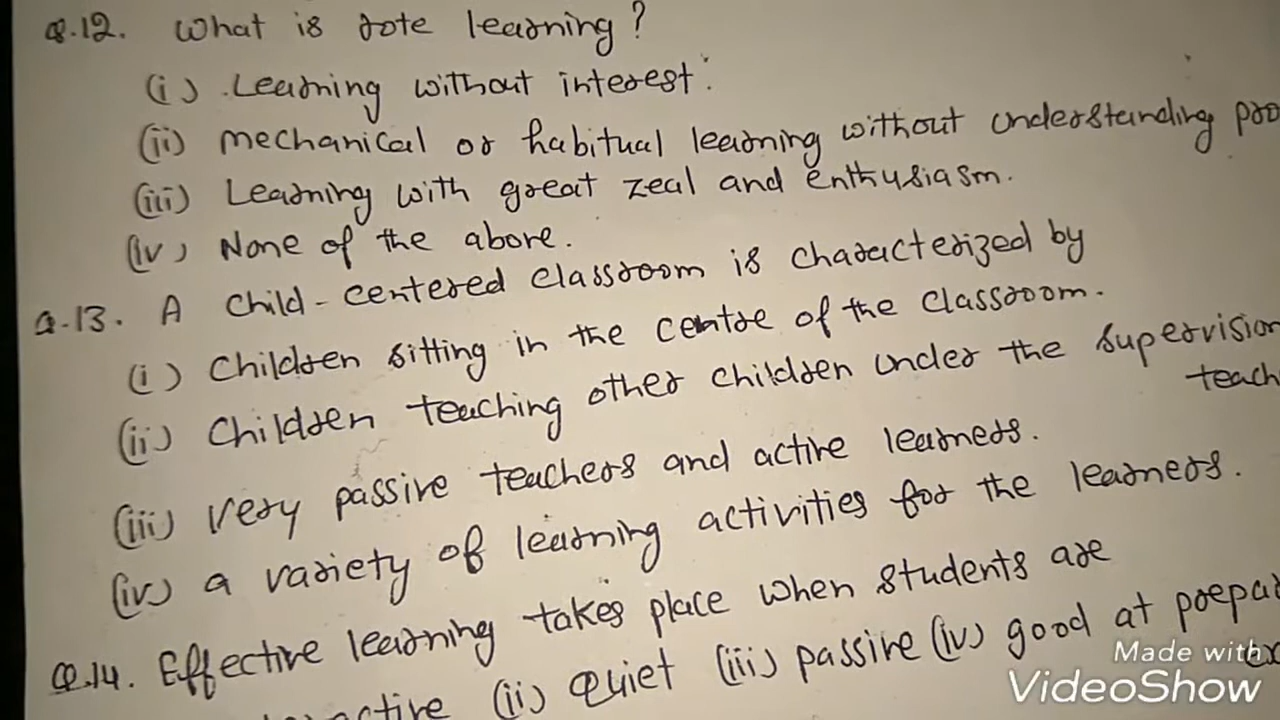 Q.12. What is rote learning?
(i) Learning without interest.
(ii) mechanical or habitual learning without understanding
(iii) Learning with great zeal and enthusiasm.
(iv) None of the above.
Q.13. A child-centered classroom is characterized by
(i) Children sitting in the centre of the classroom.
(ii) Children teaching other children under the supervision
teach
(iii) very passive teachers and active learners.
(iv) a variety of learning activities for the learners.
Q.14. Effective learning takes place when students are
active (ii) quiet (iii) passive (iv) good at
Made with
VideoShow